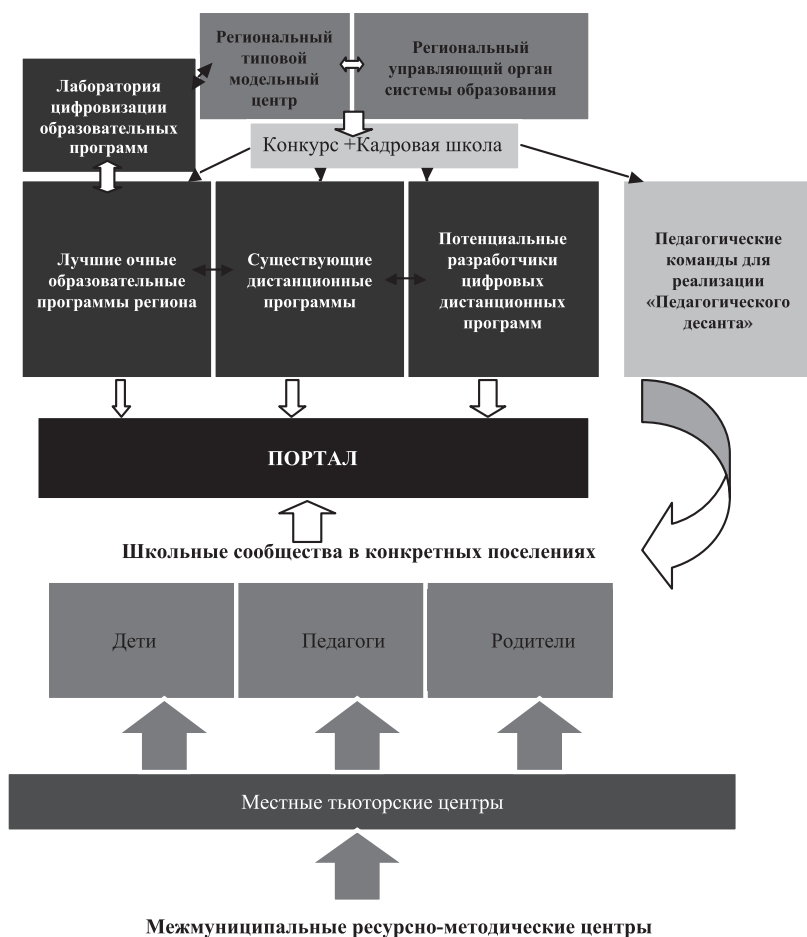 Региональный
типовой
модельный
центр
Региональный
управляющий орган
системы образования
Лаборатория
цифровизации
образовательных
программ
Конкурс +Кадровая школа
Лучшие очные
образовательные
программы региона
Существующие
дистанционные
программы
Потенциальные
разработчики
цифровых
дистанционных
программ
Педагогические
команды для
реализации
«Педагогического
десанта»
ПОРТАЛ
Школьные сообщества в конкретных поселениях
Дети
Педагоги
Родители
Местные тьюторские центры
Межмуниципальные ресурсно-методические центры